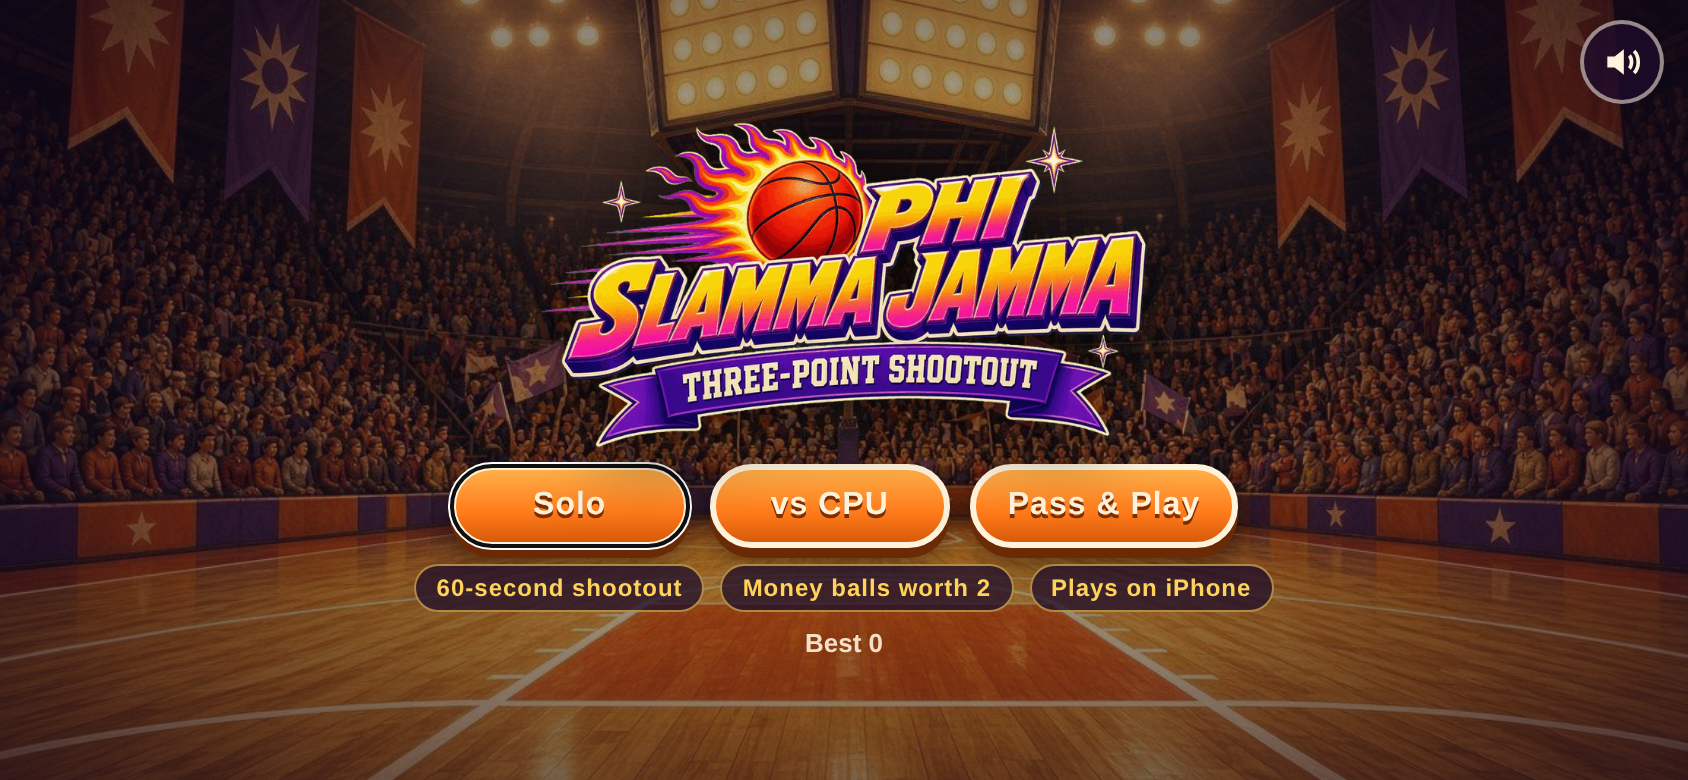 PHI
SLAMMA JAMMA
THREE-POINT SHOOTOUT
Solo
vs CPU
Pass & Play
60-second shootout
Money balls worth 2
Plays on iPhone
Best 0